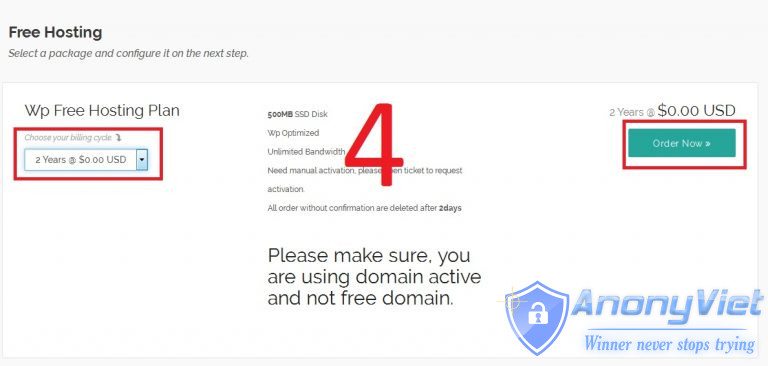 Free Hosting
Select a package and configure it on the next step.
Wp Free Hosting Plan
Choose your billing cycle.
2 Years @ $0.00 USD
500MB SSD Disk
Wp Optimized
Unlimited Bandwidth
Need manual activation, please ticket to request
activation.
All order without confirmation are deleted after 2days
Please make sure, you
are using domain active
and not free domain.
4
2 Years @ $0.00 USD
Order Now »
AnonyViet
Winner never stops trying